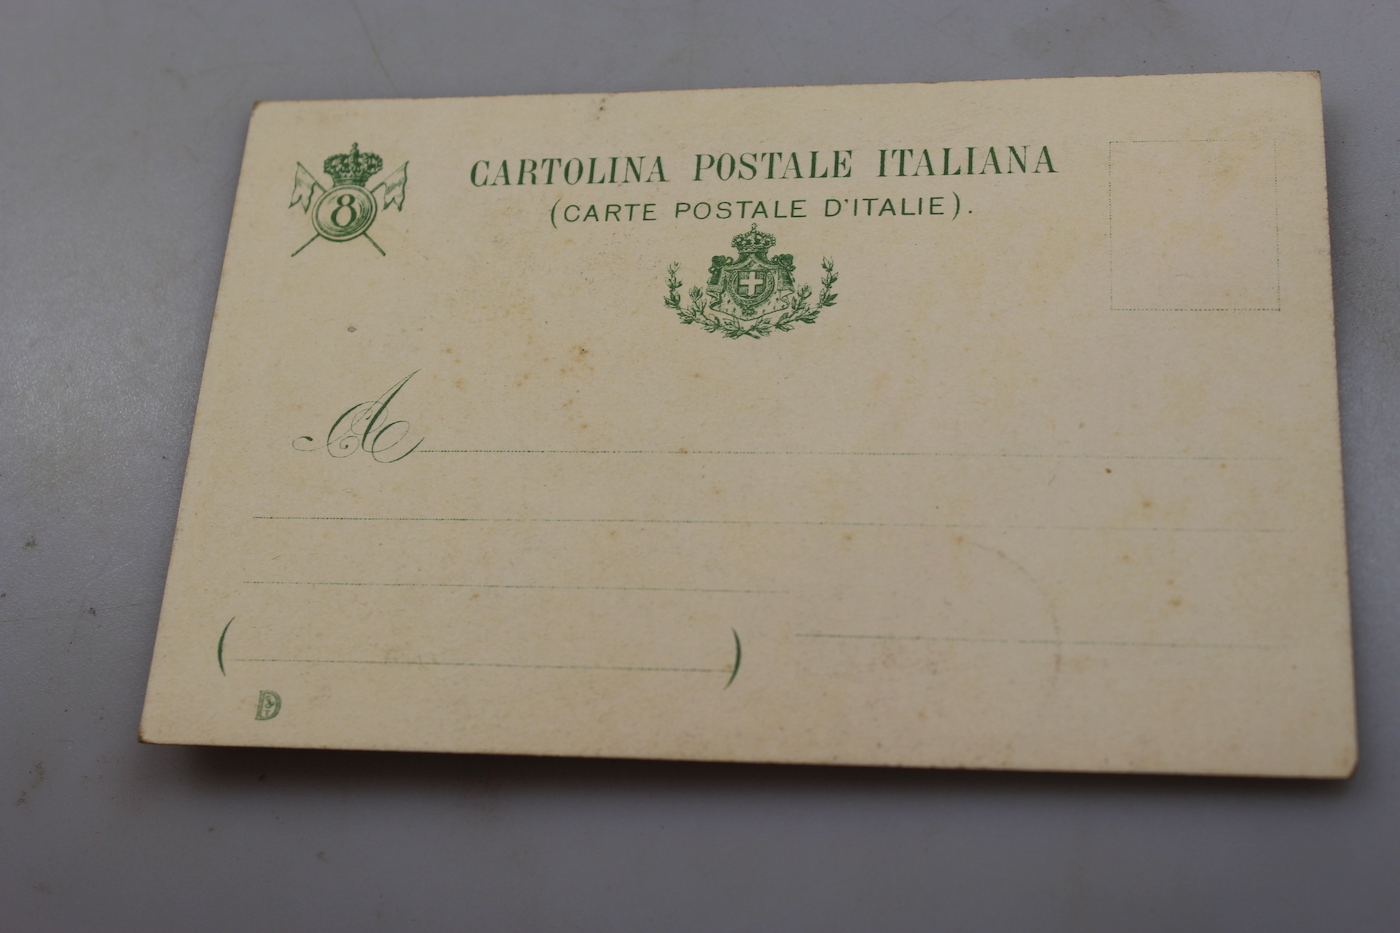 8
CARTOLINA POSTALE ITALIANA
(CARTE POSTALE D'ITALIE).
A
( )